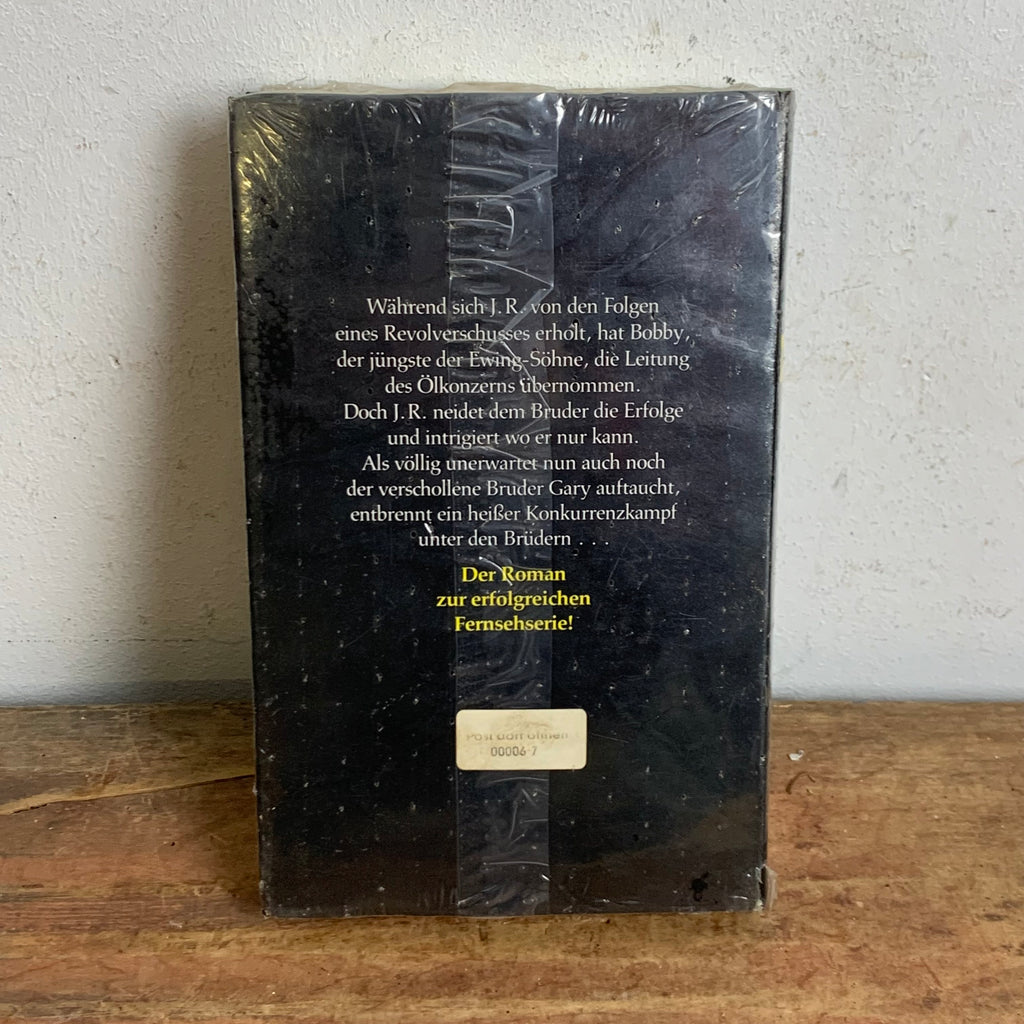 Während sich J. R. von den Folgen
eines Revolverschusses erholt, hat Bobby,
der jüngste der Ewing-Söhne, die Leitung
des Ölkonzerns übernommen.
Doch J. R. neidet dem Bruder die Erfolge
und intrigiert wo er nur kann.
Als völlig unerwartet nun auch noch
der verschollene Bruder Gary auftaucht,
entbrennt ein heißer Konkurrenzkampf
unter den Brüdern . . .
Der Roman
zur erfolgreichen
Fernsehserie!
00006-7